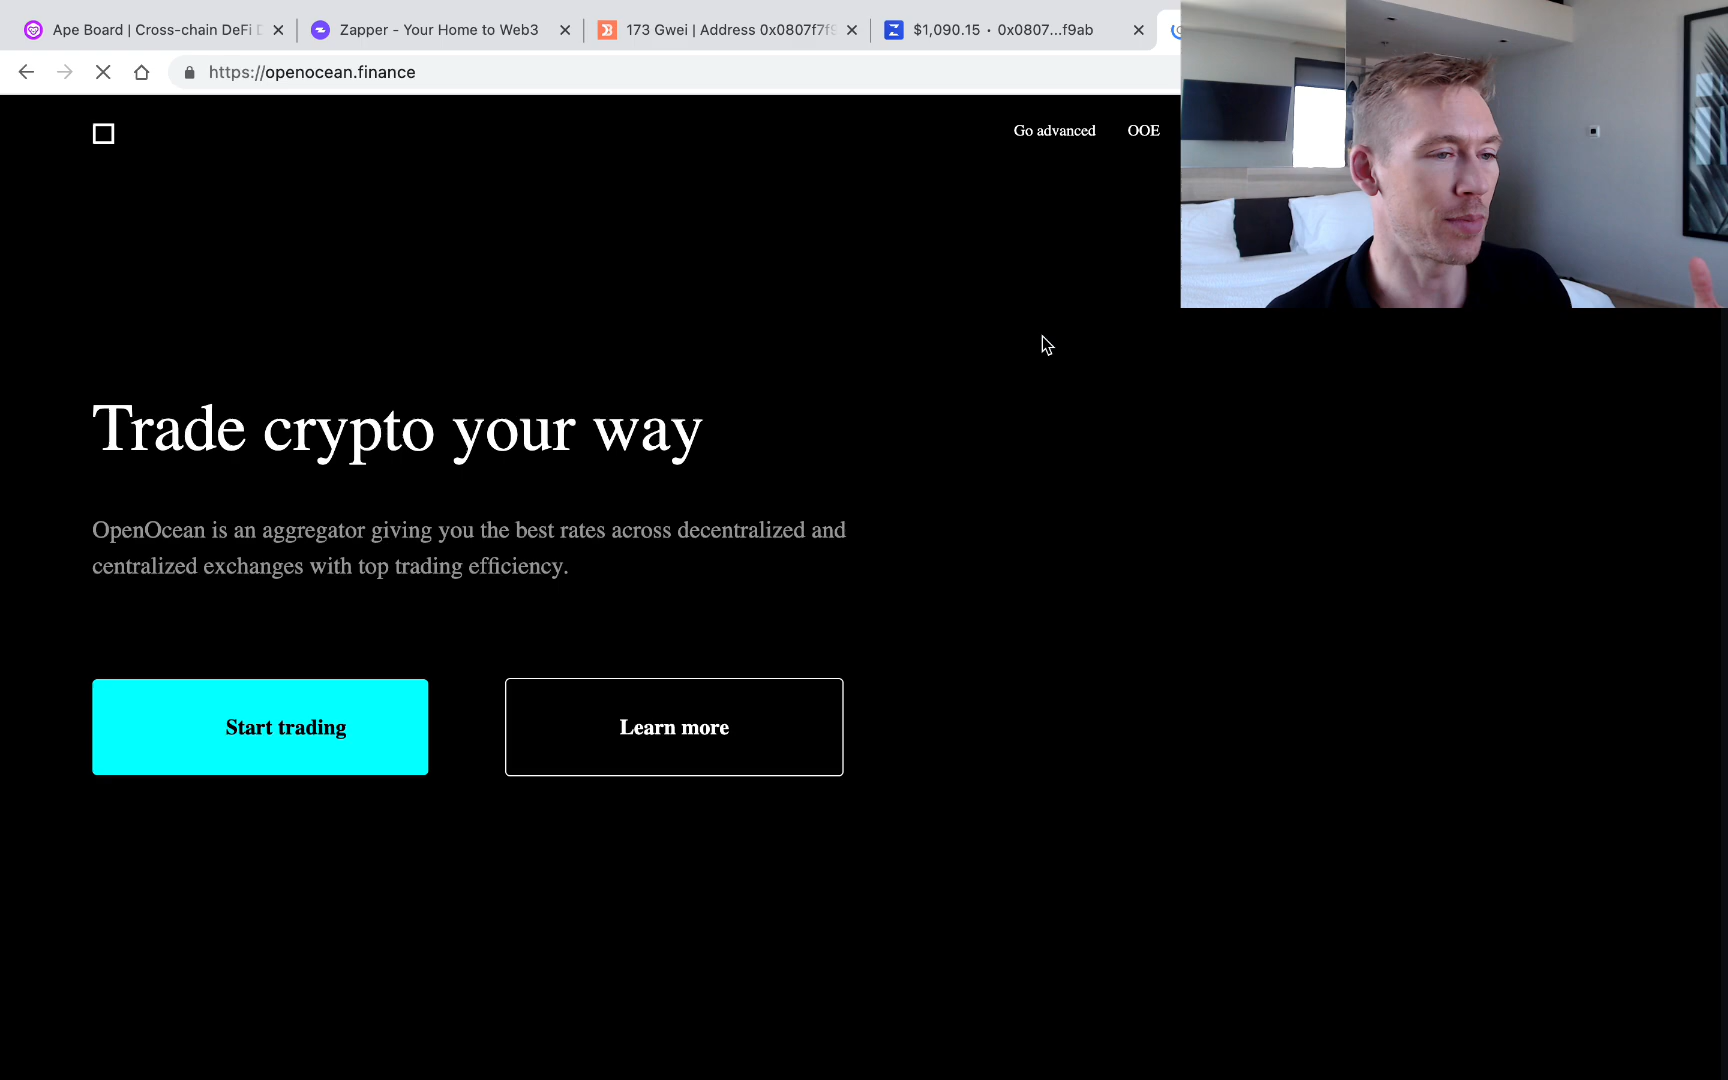 Ape Board | Cross-chain DeFi D
Zapper - Your Home to Web3
173 Gwei | Address 0x0807f7f9
$1,090.15 • 0x0807...f9ab
https://openocean.finance
Go advanced
OOE
Trade crypto your way
OpenOcean is an aggregator giving you the best rates across decentralized and
centralized exchanges with top trading efficiency.
Start trading
Learn more